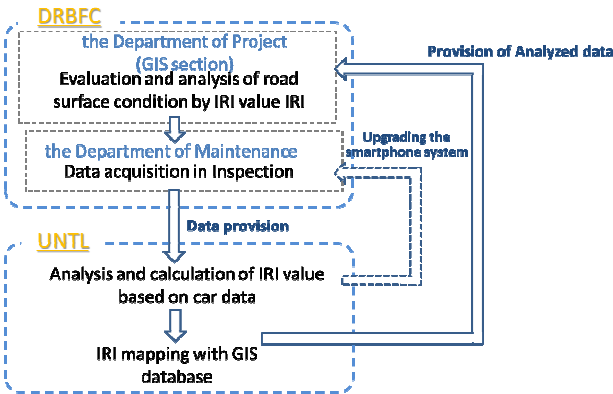 DRBFC
the Department of Project
(GIS section)
Evaluation and analysis of road
surface condition by IRI value IRI
the Department of Maintenance
Data acquisition in Inspection
Provision of Analyzed data
Upgrading the
smartphone system
Data provision
UNTL
Analysis and calculation of IRI value
based on car data
IRI mapping with GIS
database